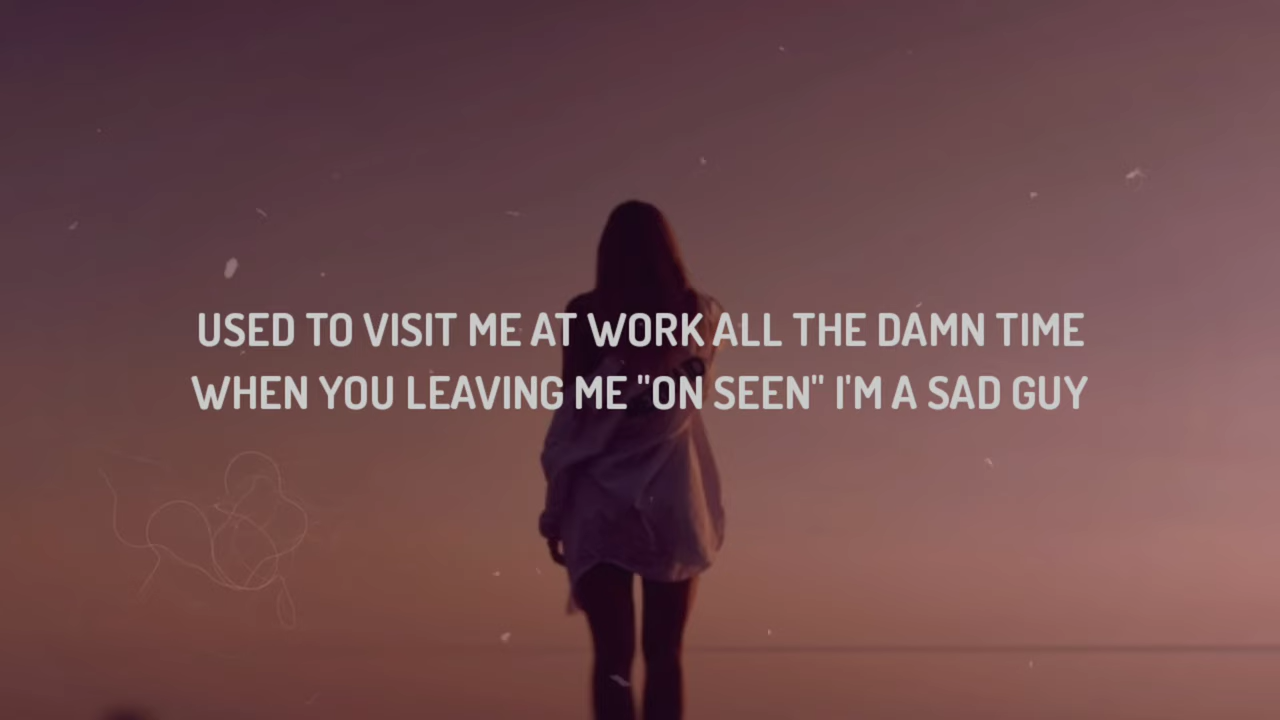 USED TO VISIT ME AT WORK ALL THE DAMN TIME
WHEN YOU LEAVING ME "ON SEEN" I'M A SAD GUY